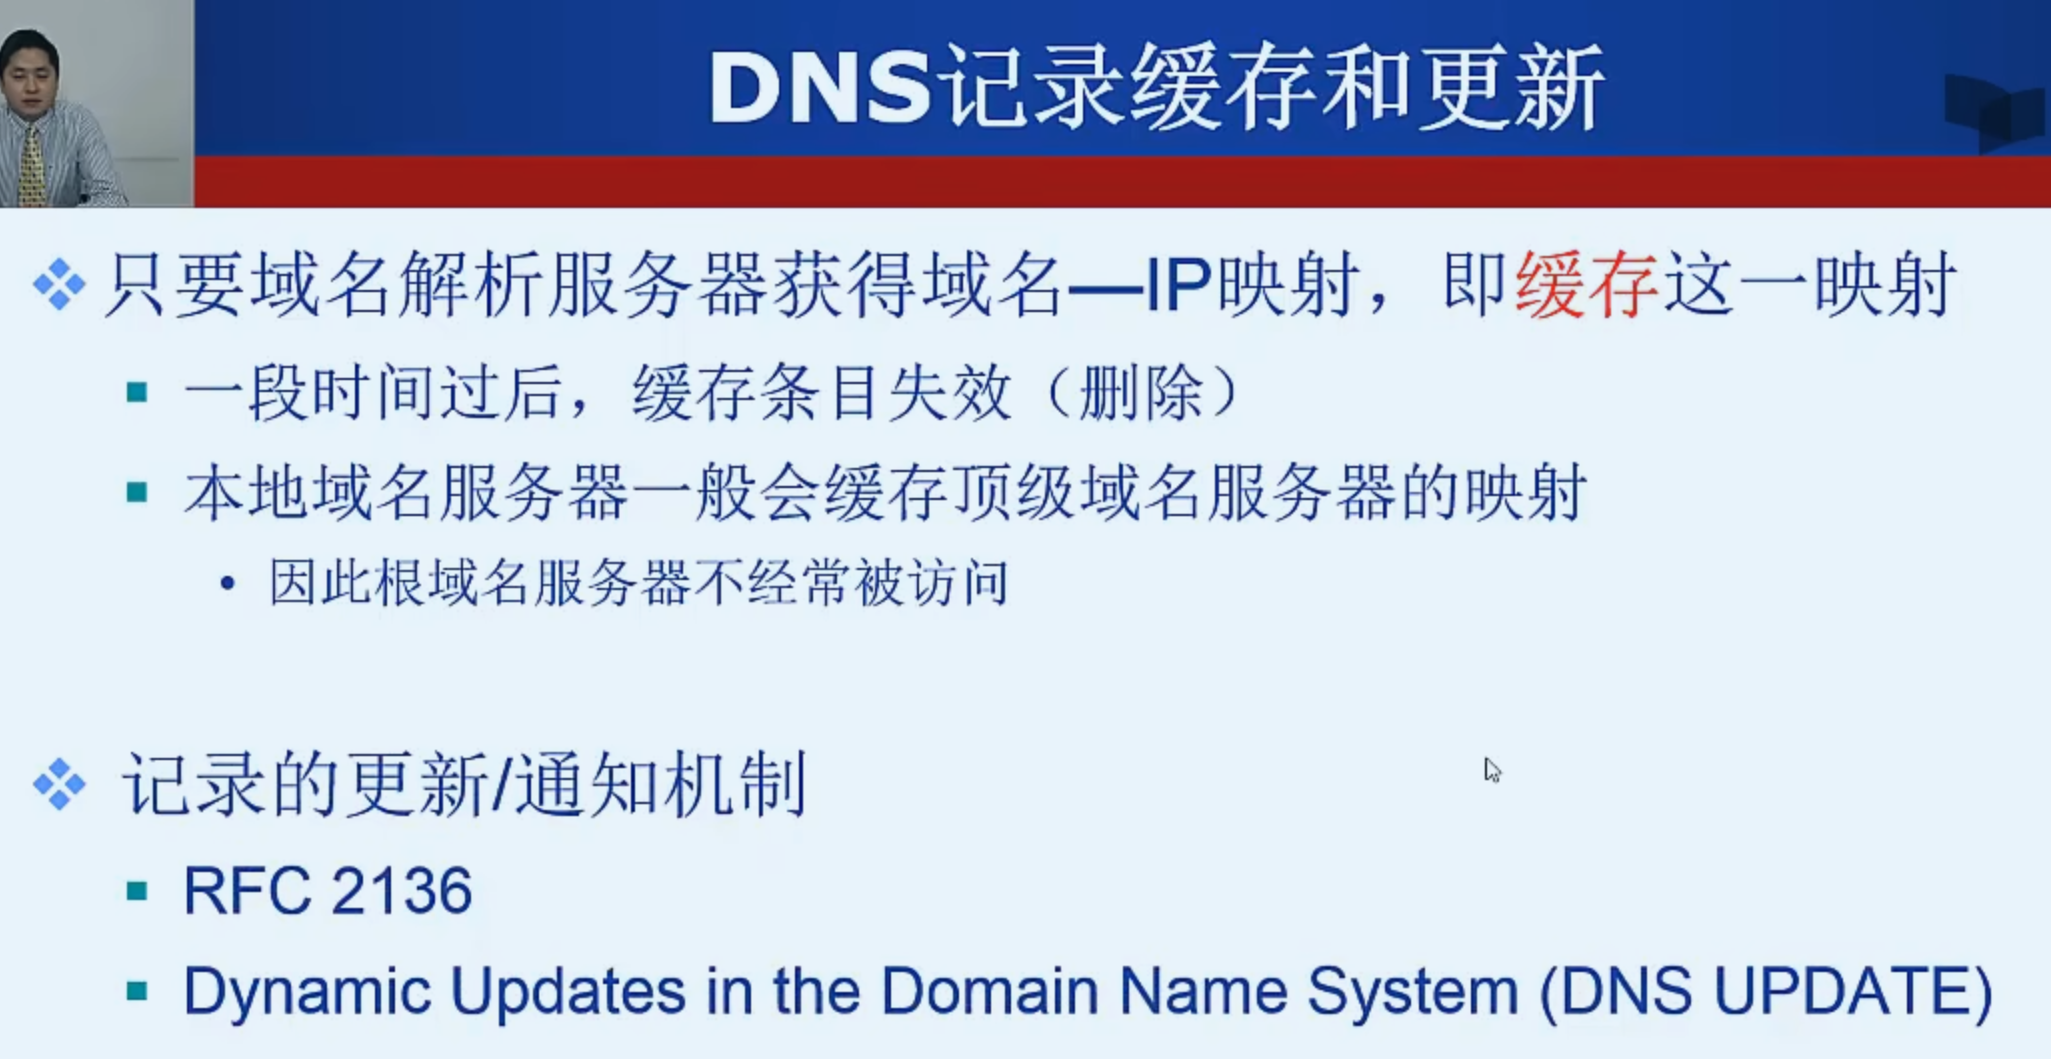 DNS记录缓存和更新
只要域名解析服务器获得域名—IP映射，即缓存这一映射
一段时间过后，缓存条目失效（删除）
本地域名服务器一般会缓存顶级域名服务器的映射
因此根域名服务器不经常被访问
记录的更新/通知机制
RFC 2136
Dynamic Updates in the Domain Name System (DNS UPDATE)